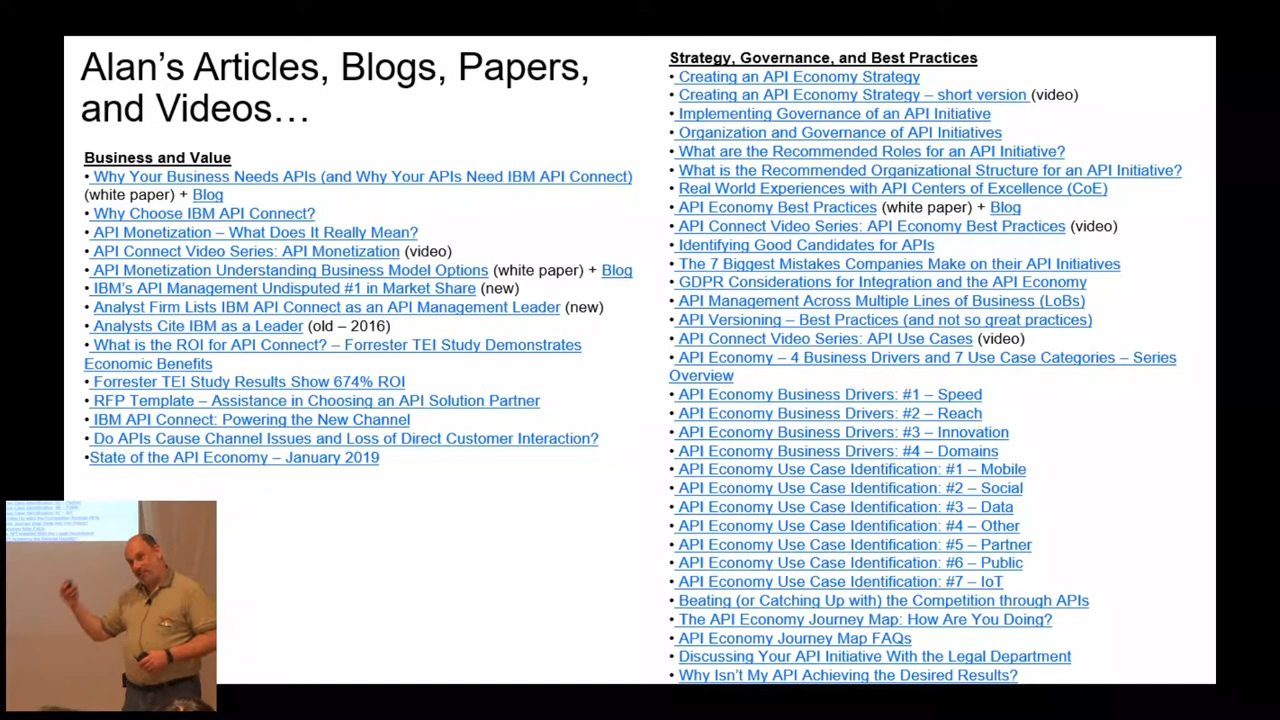 Alan's Articles, Blogs, Papers,
and Videos…
Business and Value
•Why Your Business Needs APIs (and Why Your APIs Need IBM API Connect)
(white paper) + Blog
•Why Choose IBM API Connect?
•API Monetization – What Does It Really Mean?
•API Connect Video Series: API Monetization (video)
•API Monetization Understanding Business Model Options (white paper) + Blog
•IBM's API Management Undisputed #1 in Market Share (new)
•Analyst Firm Lists IBM API Connect as an API Management Leader (new)
•Analysts Cite IBM as a Leader (old – 2016)
•What is the ROI for API Connect? – Forrester TEI Study Demonstrates
Economic Benefits
•Forrester TEI Study Results Show 674% ROI
•RFP Template – Assistance in Choosing an API Solution Partner
•IBM API Connect: Powering the New Channel
•Do APIs Cause Channel Issues and Loss of Direct Customer Interaction?
•State of the API Economy – January 2019
Strategy, Governance, and Best Practices
•Creating an API Economy Strategy
•Creating an API Economy Strategy – short version (video)
•Implementing Governance of an API Initiative
•Organization and Governance of API Initiatives
•What are the Recommended Roles for an API Initiative?
•What is the Recommended Organizational Structure for an API Initiative?
•Real World Experiences with API Centers of Excellence (CoE)
•API Economy Best Practices (white paper) + Blog
•API Connect Video Series: API Economy Best Practices (video)
•Identifying Good Candidates for APIs
•The 7 Biggest Mistakes Companies Make on their API Initiatives
•GDPR Considerations for Integration and the API Economy
•API Management Across Multiple Lines of Business (LoBs)
•API Versioning – Best Practices (and not so great practices)
•API Connect Video Series: API Use Cases (video)
•API Economy – 4 Business Drivers and 7 Use Case Categories – Series
Overview
•API Economy Business Drivers: #1 – Speed
•API Economy Business Drivers: #2 – Reach
•API Economy Business Drivers: #3 – Innovation
•API Economy Business Drivers: #4 – Domains
•API Economy Use Case Identification: #1 – Mobile
•API Economy Use Case Identification: #2 – Social
•API Economy Use Case Identification: #3 – Data
•API Economy Use Case Identification: #4 – Other
•API Economy Use Case Identification: #5 – Partner
•API Economy Use Case Identification: #6 – Public
•API Economy Use Case Identification: #7 – IoT
•Beating (or Catching Up with) the Competition through APIs
•The API Economy Journey Map: How Are You Doing?
•API Economy Journey Map FAQs
•Discussing Your API Initiative With the Legal Department
•Why Isn't My API Achieving the Desired Results?